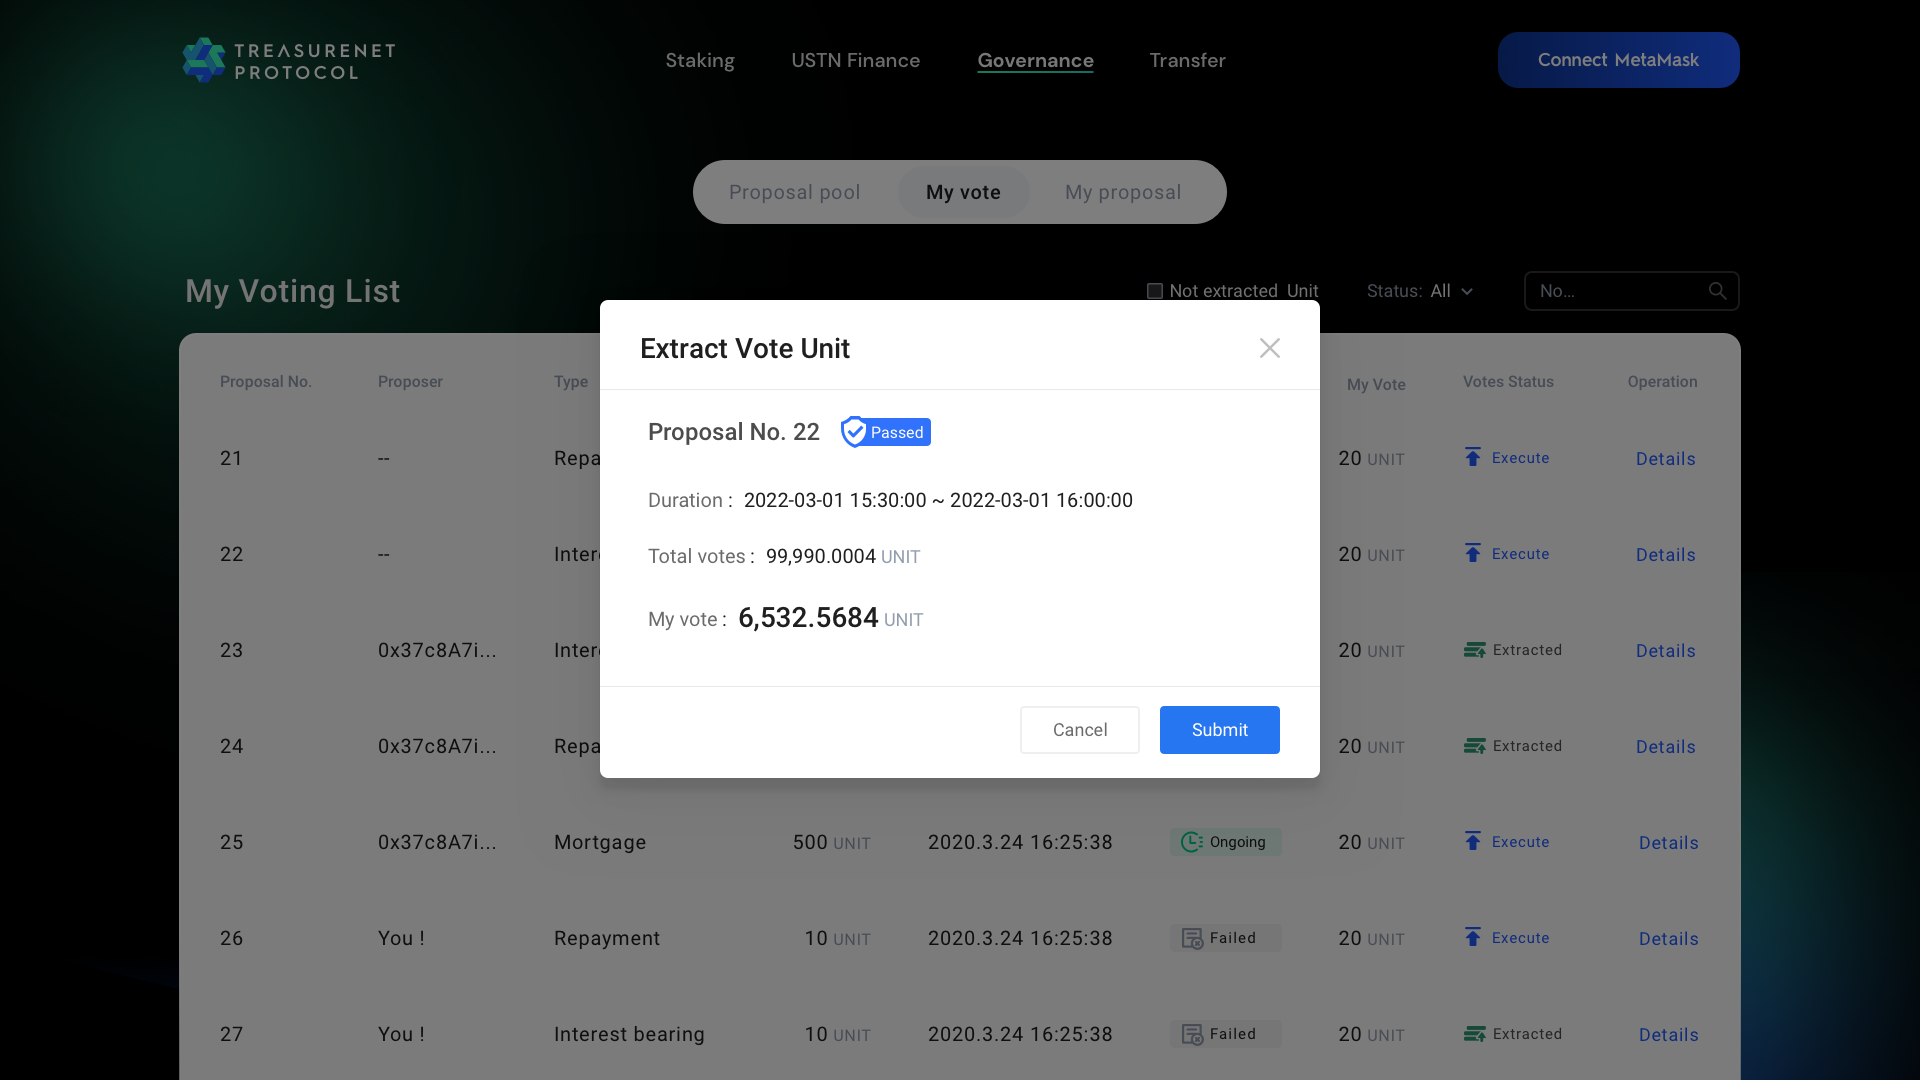 TREASURENET
PROTOCOL
Staking USTN Finance Governance Transfer
Connect MetaMask
Proposal pool My vote My proposal
My Voting List
Not extracted Unit Status: All No...
Proposal No. Proposer Type My Vote Votes Status Operation
21 -- Repa 20 UNIT Execute Details
22 -- Inter 20 UNIT Execute Details
23 0x37c8A7i... Inter 20 UNIT Extracted Details
24 0x37c8A7i... Repa 20 UNIT Extracted Details
25 0x37c8A7i... Mortgage 500 UNIT 2020.3.24 16:25:38 Ongoing 20 UNIT Execute Details
26 You ! Repayment 10 UNIT 2020.3.24 16:25:38 Failed 20 UNIT Execute Details
27 You ! Interest bearing 10 UNIT 2020.3.24 16:25:38 Failed 20 UNIT Extracted Details
Extract Vote Unit
Proposal No. 22 Passed
Duration : 2022-03-01 15:30:00 ~ 2022-03-01 16:00:00
Total votes : 99,990.0004 UNIT
My vote : 6,532.5684 UNIT
Cancel Submit